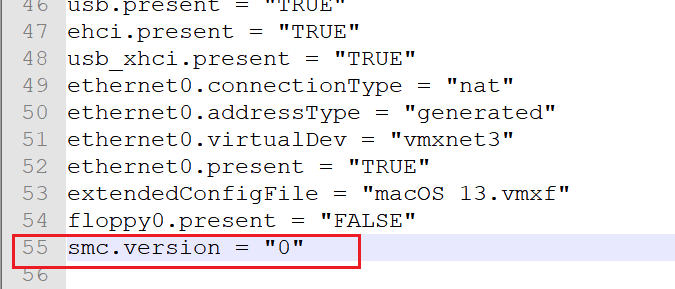 46 usb.present = "TRUE"
47 ehci.present = "TRUE"
48 usb_xhci.present = "TRUE"
49 ethernet0.connectionType = "nat"
50 ethernet0.addressType = "generated"
51 ethernet0.virtualDev = "vmxnet3"
52 ethernet0.present = "TRUE"
53 extendedConfigFile = "macOS 13.vmxf"
54 floppy0.present = "FALSE"
55 smc.version = "0"
56